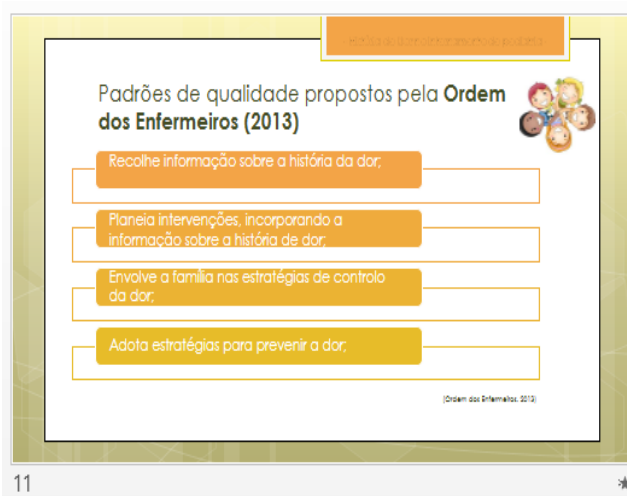 Padrões de qualidade propostos pela Ordem
dos Enfermeiros (2013)
Recolhe informação sobre a história da dor;
Planeia intervenções, incorporando a
informação sobre a história de dor;
Envolve a família nas estratégias de controlo
da dor;
Adota estratégias para prevenir a dor;
(Ordem dos Enfermeiros, 2013)
11